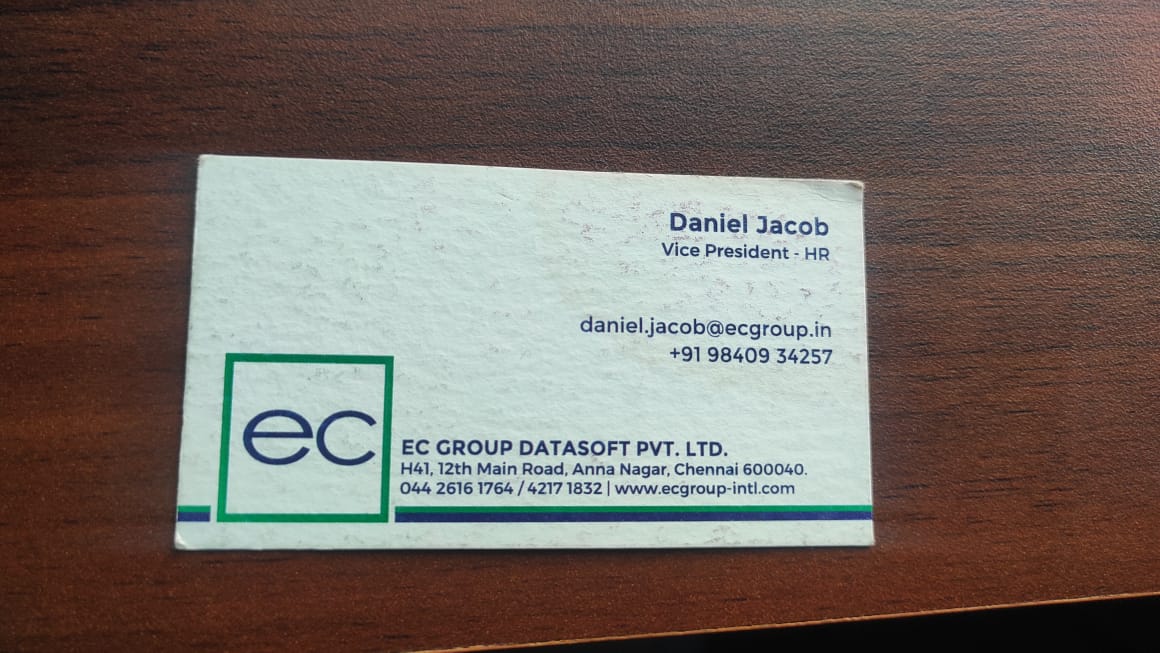 Daniel Jacob
Vice President - HR
daniel.jacob@ecgroup.in
+91 98409 34257
ec
EC GROUP DATASOFT PVT. LTD.
H41, 12th Main Road, Anna Nagar, Chennai 600040.
044 2616 1764 / 4217 1832 | www.ecgroup-intl.com